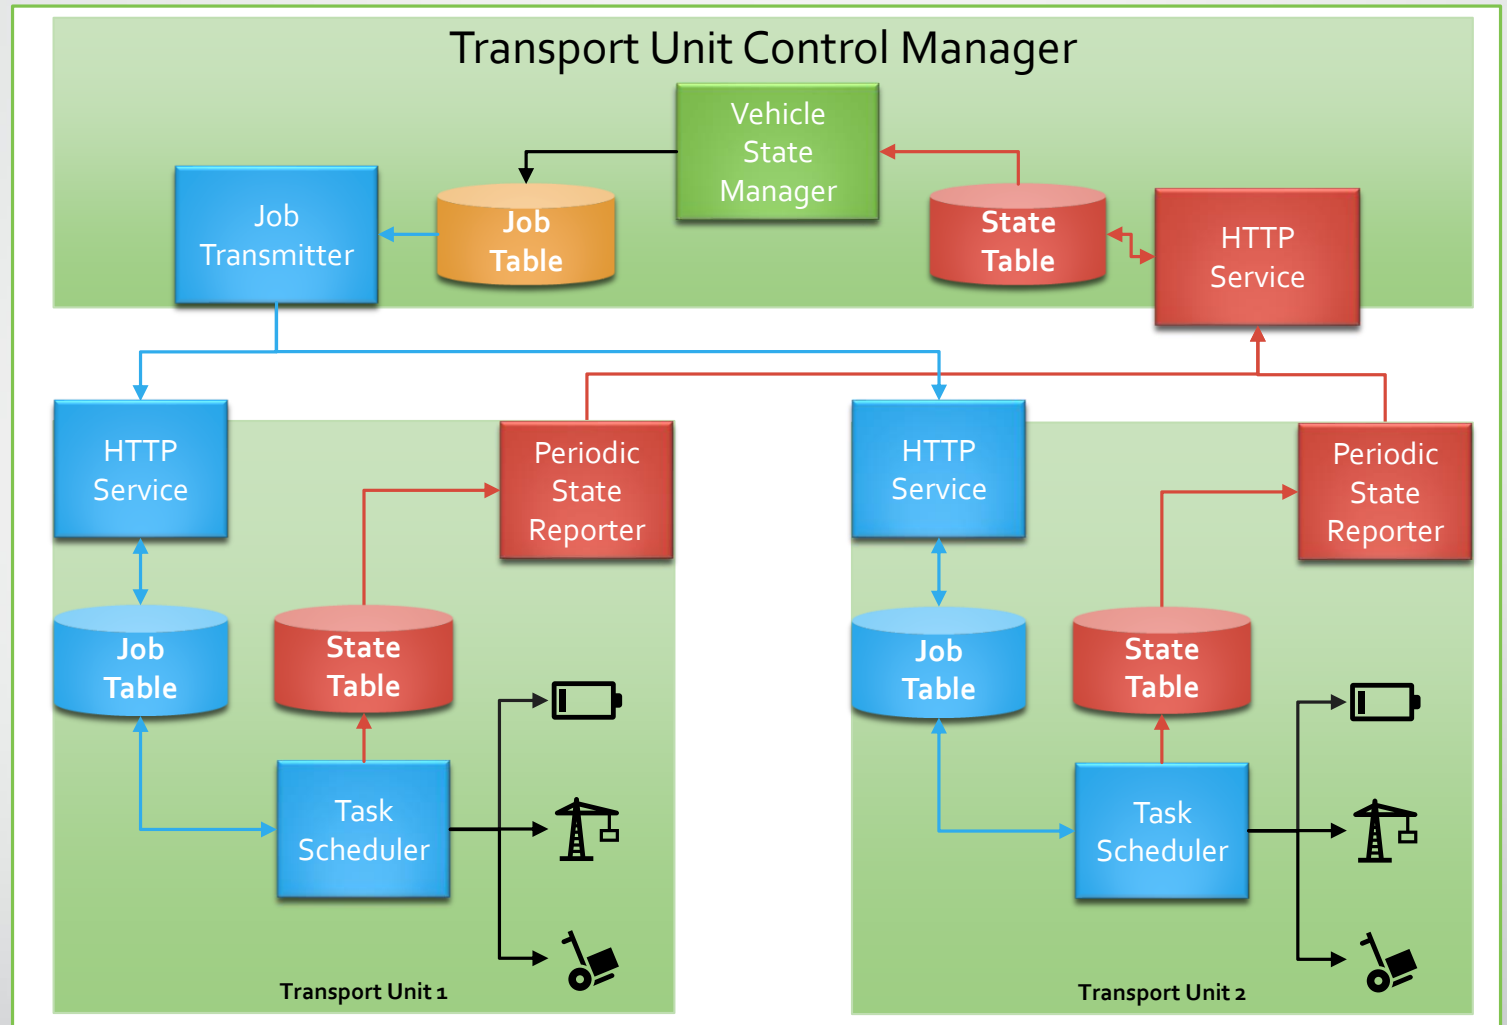 Transport Unit Control Manager
Vehicle
State
Manager
Job
Transmitter
Job
Table
State
Table
HTTP
Service
HTTP
Service
Periodic
State
Reporter
Job
Table
State
Table
Task
Scheduler
Transport Unit 1
HTTP
Service
Periodic
State
Reporter
Job
Table
State
Table
Task
Scheduler
Transport Unit 2